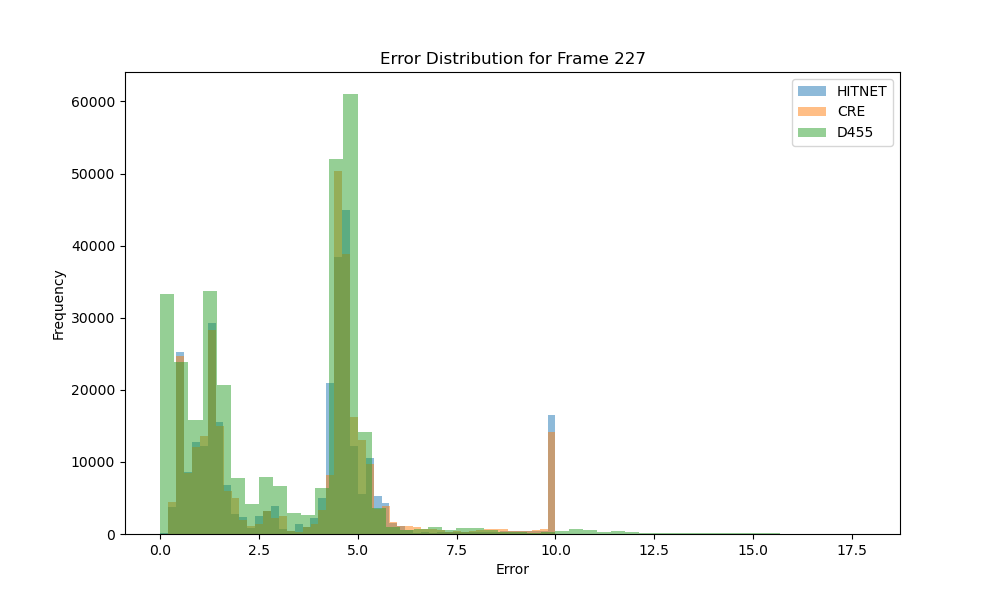 Error Distribution for Frame 227
HITNET
CRE
D455
60000
50000
40000
30000
20000
10000
0
Frequency
0.0 2.5 5.0 7.5 10.0 12.5 15.0 17.5
Error